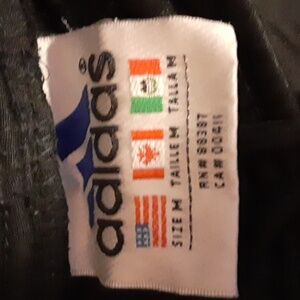 adidas®
SIZE M
TAILLE M
TALLA M
RN# 88387
CA# 00411